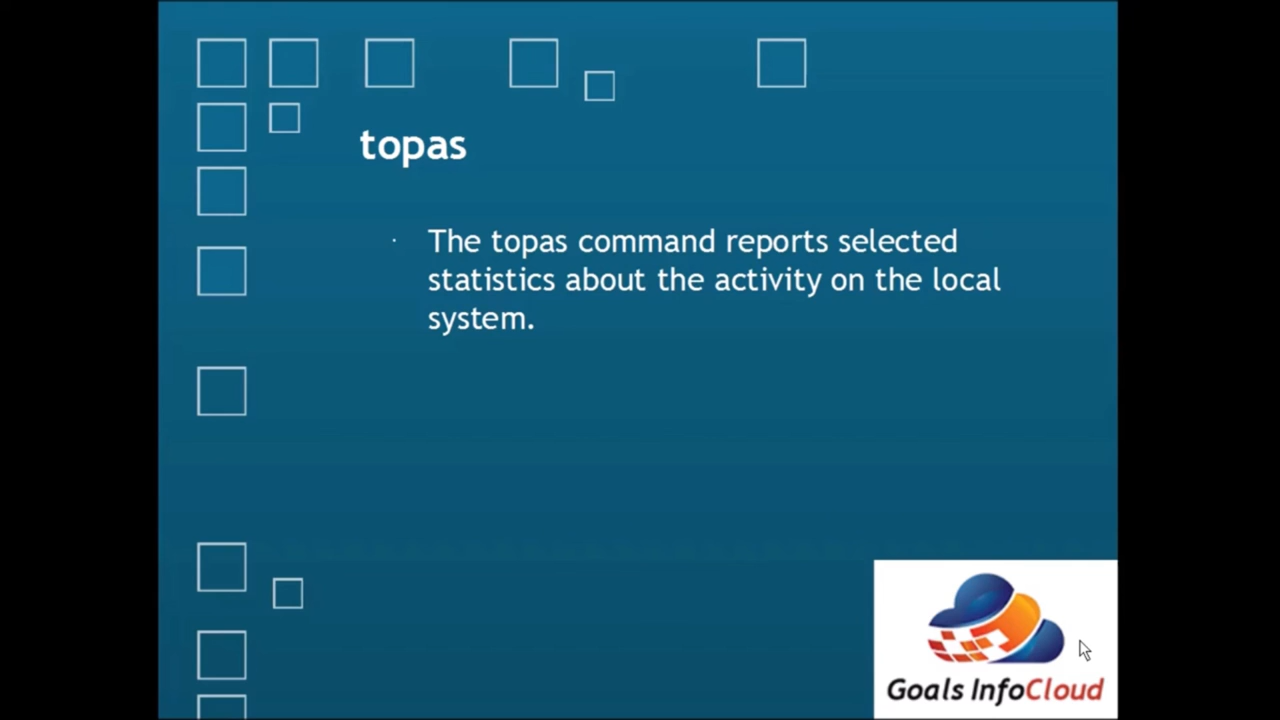 topas
The topas command reports selected
statistics about the activity on the local
system.
Goals InfoCloud